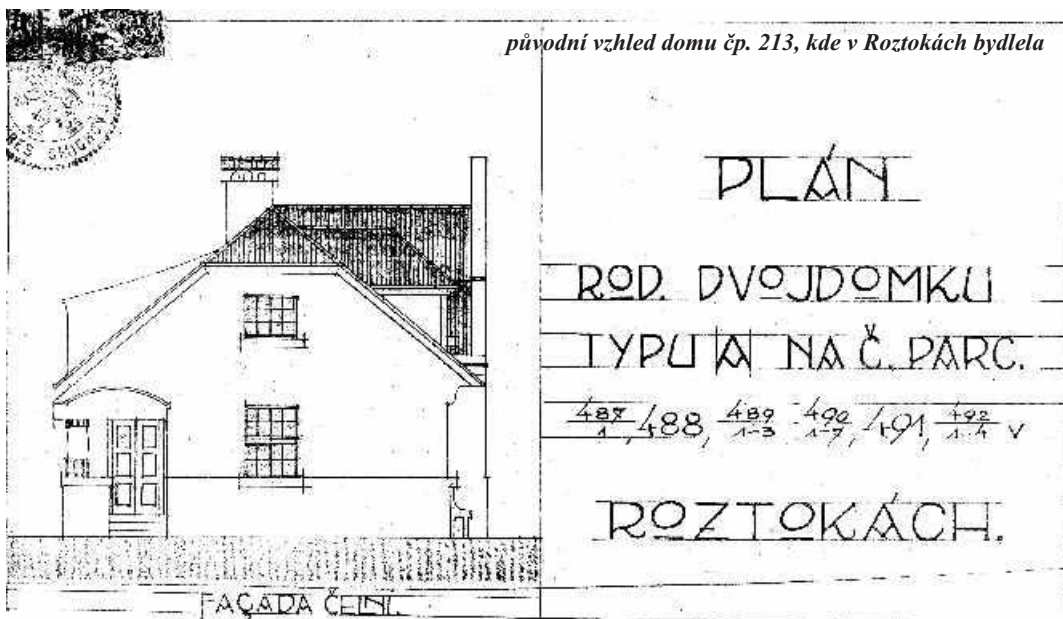 původní vzhled domu čp. 213, kde v Roztokách bydlela
PLÁN
ROD. DVOJDOMKU
TYPU A NA Č. PARC.
487/1, 488, 489/1-3 490/1-7, 491, 492/1-4 v
ROZTOKÁCH.
FAÇADA ČELNÍ.
SMÍCHOV